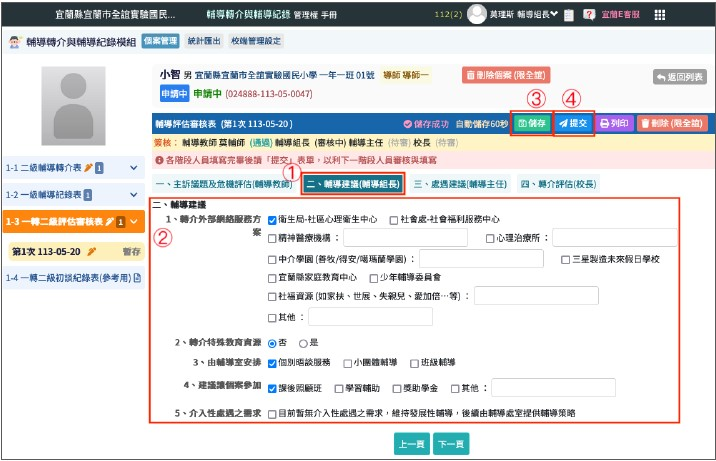 宜蘭縣宜蘭市全誼實驗國民... 輔導轉介與輔導紀錄 管理權 手冊 112(2) 莫理斯 輔導組長 宜蘭E客服
輔導轉介與輔導紀錄模組 個案管理 統計匯出 校端管理設定
小智 男 宜蘭縣宜蘭市全誼實驗國民小學 一年一班 01號 導師 導師一 刪除個案 (限全誼) 返回列表
申請中 申請中 (024888-113-05-0047)
③ ④
輔導評估審核表 (第1次 113-05-20 ) 儲存成功 自動儲存60秒 儲存 提交 列印 刪除 (限全誼)
簽核： 輔導教師 莫輔師 (通過) 輔導組長 (審核中) 輔導主任 (待審) 校長 (待審)
各階段人員填寫完畢後請「提交」表單，以利下一階段人員審核與填寫
1-1 二級輔導轉介表 1
1-2 一級輔導記錄表 1
1-3 一轉二級評估審核表 1
第1次 113-05-20 暫存
1-4 一轉二級初談紀錄表(參考用)
①
一、主訴議題及危機評估(輔導教師) 二、輔導建議(輔導組長) 三、處遇建議(輔導主任) 四、轉介評估(校長)
二、輔導建議
②
1、轉介外部網絡服務方案 衛生局-社區心理衛生中心 社會處-社會福利服務中心
精神醫療機構： 心理治療所：
中介學園 (善牧/得安/噶瑪蘭學園)： 三星製造未來假日學校
宜蘭縣家庭教育中心 少年輔導委員會
社福資源 (如家扶、世展、失親兒、愛加倍…等)：
其他：
2、轉介特殊教育資源 否 是
3、由輔導室安排 個別晤談服務 小團體輔導 班級輔導
4、建議讓個案參加 課後照顧班 學習輔助 獎助學金 其他：
5、介入性處遇之需求 目前暫無介入性處遇之需求，維持發展性輔導，後續由輔導處室提供輔導策略
上一頁 下一頁